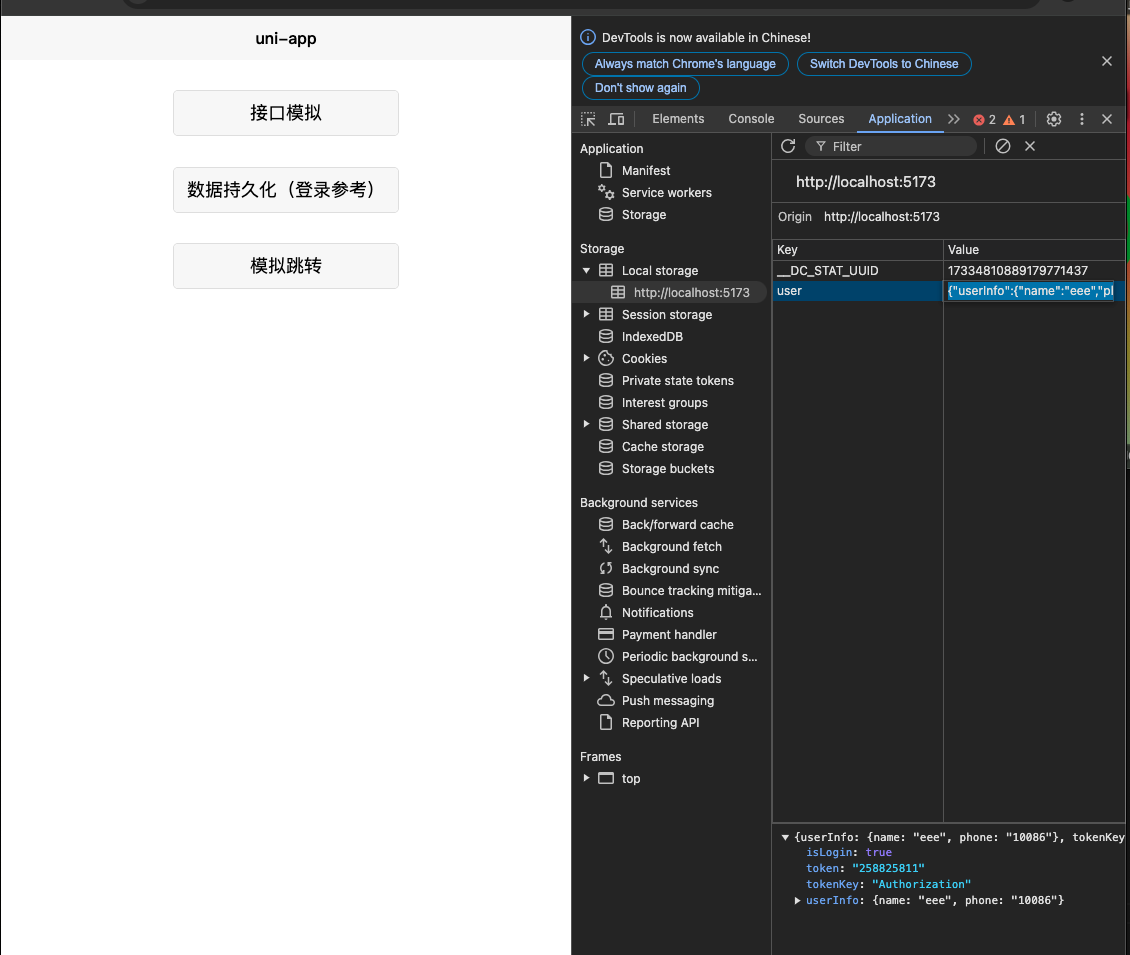 uni-app
接口模拟
数据持久化（登录参考）
模拟跳转
DevTools is now available in Chinese!
Always match Chrome's language
Switch DevTools to Chinese
Don't show again
Elements Console Sources Application 2 1
Application
Manifest
Service workers
Storage
Storage
Local storage
http://localhost:5173
Session storage
IndexedDB
Cookies
Private state tokens
Interest groups
Shared storage
Cache storage
Storage buckets
Background services
Back/forward cache
Background fetch
Background sync
Bounce tracking mitiga...
Notifications
Payment handler
Periodic background s...
Speculative loads
Push messaging
Reporting API
Frames
top
Filter
http://localhost:5173
Origin http://localhost:5173
Key Value
__DC_STAT_UUID 17334810889179771437
user {"userInfo":{"name":"eee","pl
{userInfo: {name: "eee", phone: "10086"}, tokenKey
isLogin: true
token: "258825811"
tokenKey: "Authorization"
userInfo: {name: "eee", phone: "10086"}